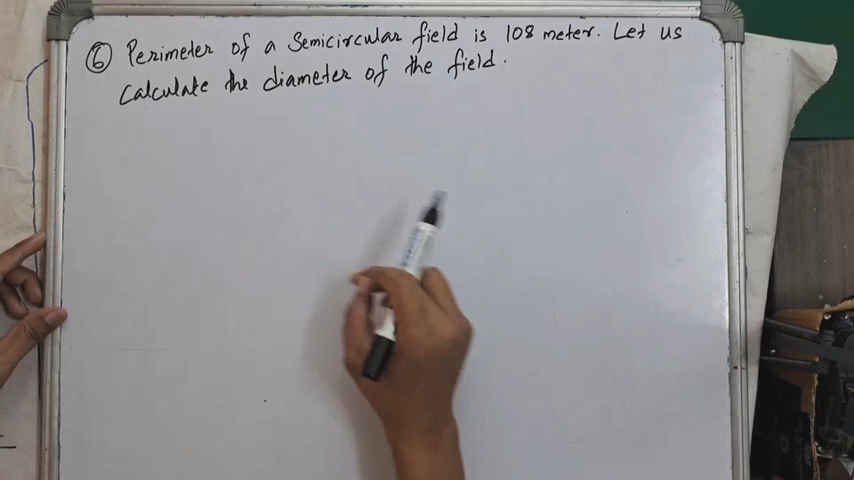 ⑥ Perimeter of a Semicircular field is 108 meter. Let us
calculate the diameter of the field.